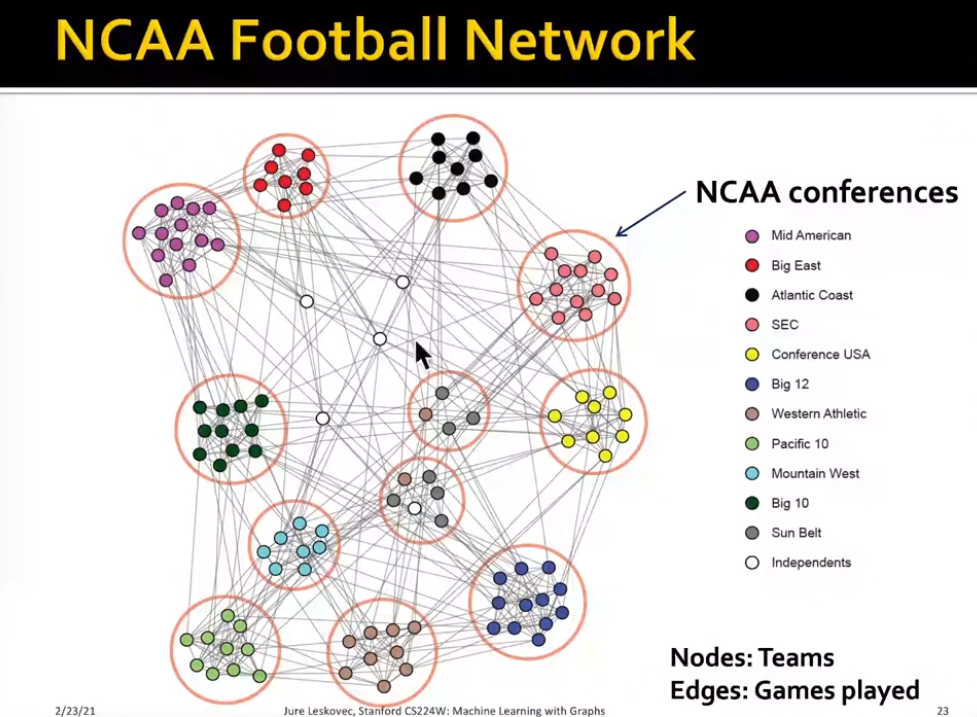 NCAA Football Network
NCAA conferences
Mid American
Big East
Atlantic Coast
SEC
Conference USA
Big 12
Western Athletic
Pacific 10
Mountain West
Big 10
Sun Belt
Independents
Nodes: Teams
Edges: Games played
2/23/21
Jure Leskovec, Stanford CS224W: Machine Learning with Graphs
23